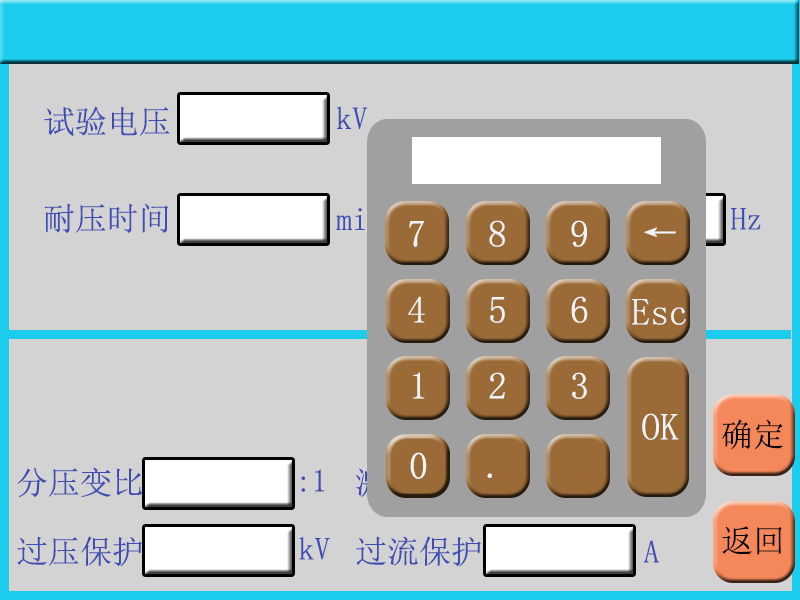 试验电压 kV
耐压时间 mi Hz
7 8 9 ←
4 5 6 Esc
1 2 3
OK
0 .
确定
分压变比 :1
返回
过压保护 kV 过流保护 A